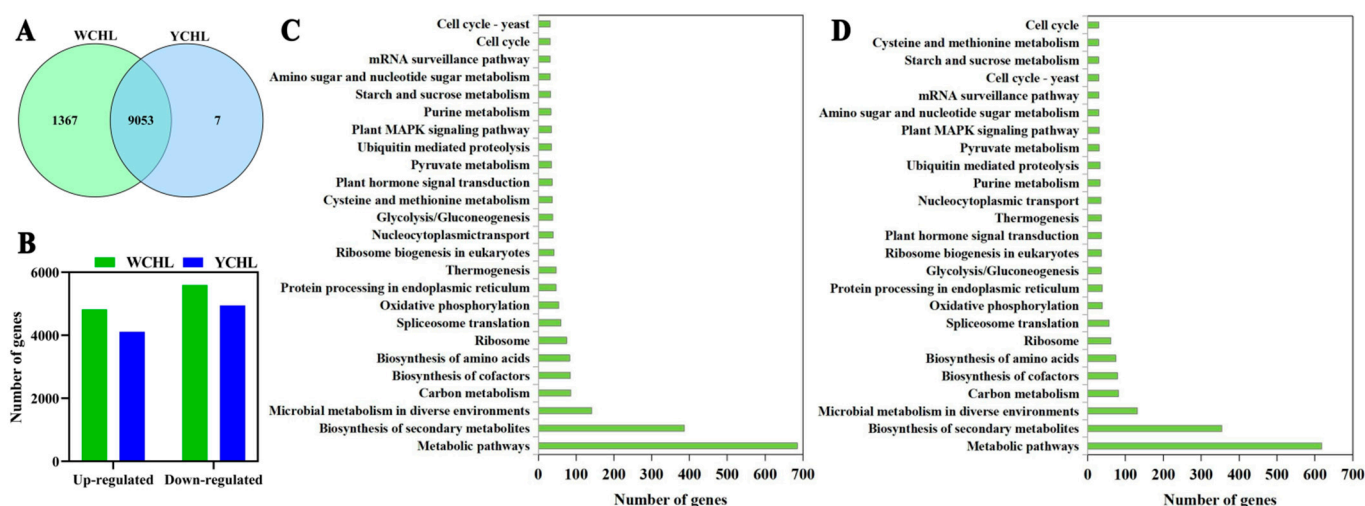 A
WCHL YCHL
1367 9053 7
B
WCHL YCHL
Number of genes
6000
4000
2000
0
Up-regulated Down-regulated
C
Cell cycle - yeast
Cell cycle
mRNA surveillance pathway
Amino sugar and nucleotide sugar metabolism
Starch and sucrose metabolism
Purine metabolism
Plant MAPK signaling pathway
Ubiquitin mediated proteolysis
Pyruvate metabolism
Plant hormone signal transduction
Cysteine and methionine metabolism
Glycolysis/Gluconeogenesis
Nucleocytoplasmictransport
Ribosome biogenesis in eukaryotes
Thermogenesis
Protein processing in endoplasmic reticulum
Oxidative phosphorylation
Spliceosome translation
Ribosome
Biosynthesis of amino acids
Biosynthesis of cofactors
Carbon metabolism
Microbial metabolism in diverse environments
Biosynthesis of secondary metabolites
Metabolic pathways
0 100 200 300 400 500 600 700
Number of genes
D
Cell cycle
Cysteine and methionine metabolism
Starch and sucrose metabolism
Cell cycle - yeast
mRNA surveillance pathway
Amino sugar and nucleotide sugar metabolism
Plant MAPK signaling pathway
Pyruvate metabolism
Ubiquitin mediated proteolysis
Purine metabolism
Nucleocytoplasmic transport
Thermogenesis
Plant hormone signal transduction
Ribosome biogenesis in eukaryotes
Glycolysis/Gluconeogenesis
Protein processing in endoplasmic reticulum
Oxidative phosphorylation
Spliceosome translation
Ribosome
Biosynthesis of amino acids
Biosynthesis of cofactors
Carbon metabolism
Microbial metabolism in diverse environments
Biosynthesis of secondary metabolites
Metabolic pathways
0 100 200 300 400 500 600 700
Number of genes